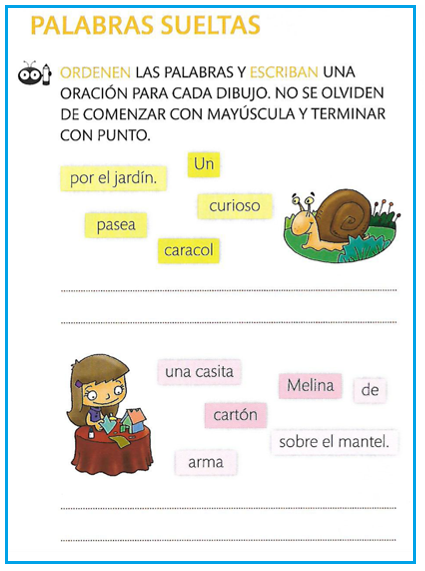 PALABRAS SUELTAS
ORDENEN LAS PALABRAS Y ESCRIBAN UNA
ORACIÓN PARA CADA DIBUJO. NO SE OLVIDEN
DE COMENZAR CON MAYÚSCULA Y TERMINAR
CON PUNTO.
Un
por el jardín.
curioso
pasea
caracol
una casita
Melina
de
cartón
sobre el mantel.
arma